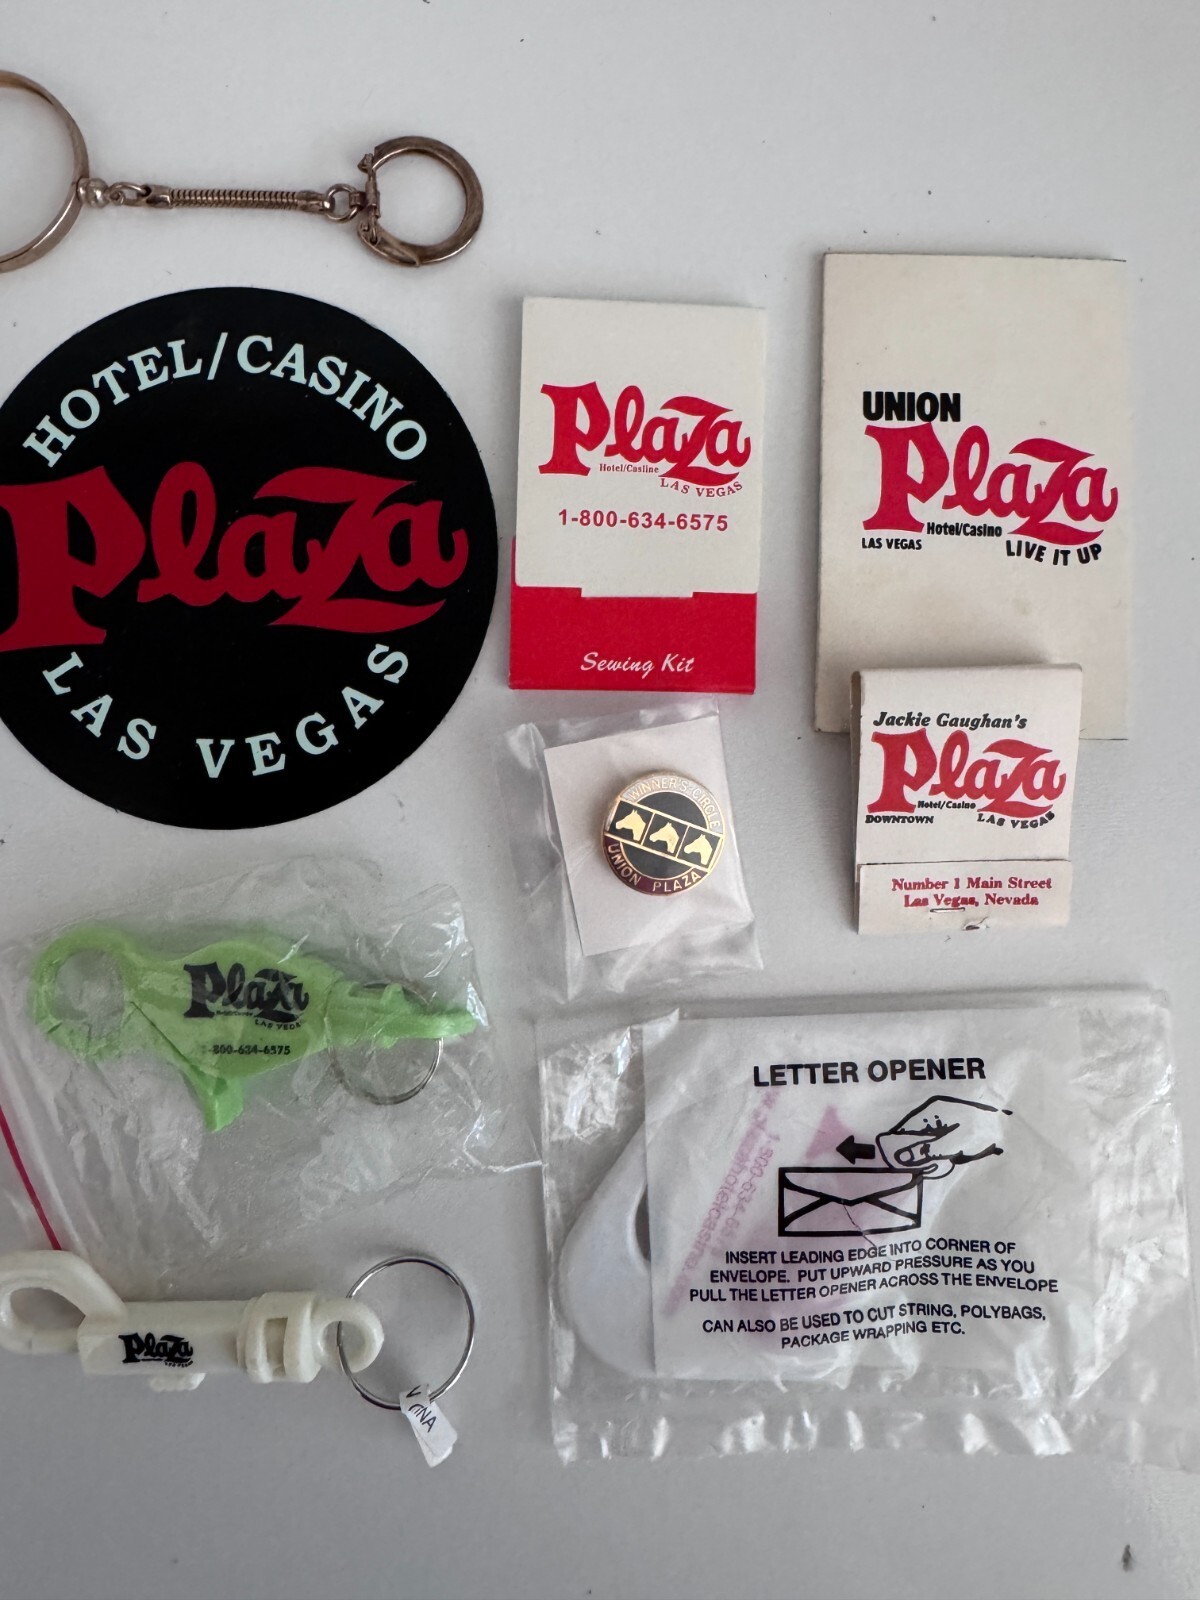 HOTEL/CASINO
Plaza
LAS VEGAS
Plaza
Hotel/Casiine
LAS VEGAS
1-800-634-6575
Sewing Kit
UNION
Plaza
Hotel/Casino
LAS VEGAS
LIVE IT UP
Jackie Gaughan's
Plaza
Hotel/Casino
DOWNTOWN
LAS VEGAS
Number 1 Main Street
Las Vegas, Nevada
WINNER'S CIRCLE
UNION PLAZA
Plaza
LAS VEGAS
1-800-634-6575
LETTER OPENER
INSERT LEADING EDGE INTO CORNER OF
ENVELOPE. PUT UPWARD PRESSURE AS YOU
PULL THE LETTER OPENER ACROSS THE ENVELOPE
CAN ALSO BE USED TO CUT STRING, POLYBAGS,
PACKAGE WRAPPING ETC.
Plaza